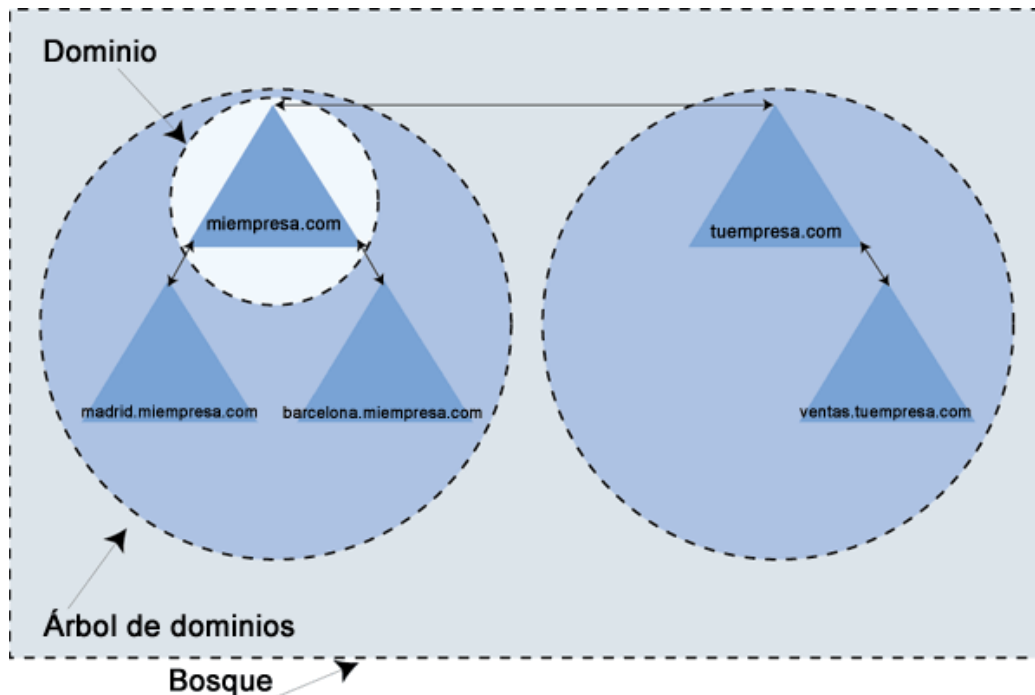 Dominio
miempresa.com
tuempresa.com
madrid.miempresa.com
barcelona.miempresa.com
ventas.tuempresa.com
Árbol de dominios
Bosque